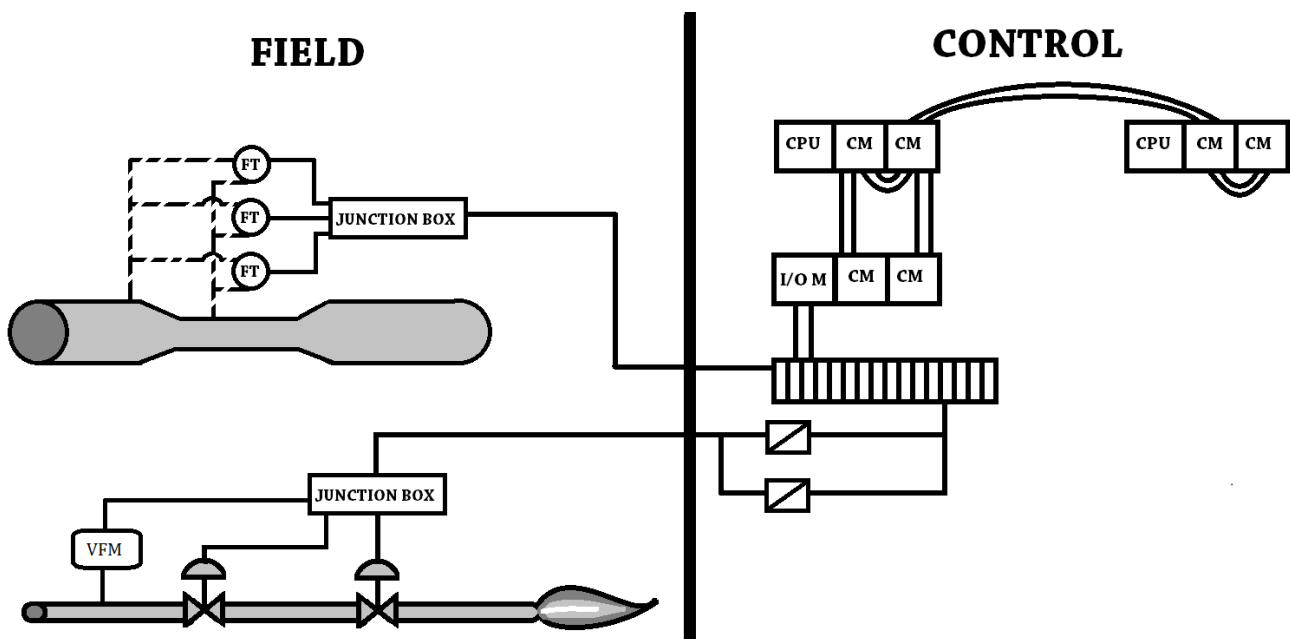 FIELD
CONTROL
CPU CM CM
CPU CM CM
FT
FT
FT
JUNCTION BOX
I/O M CM CM
JUNCTION BOX
VFM